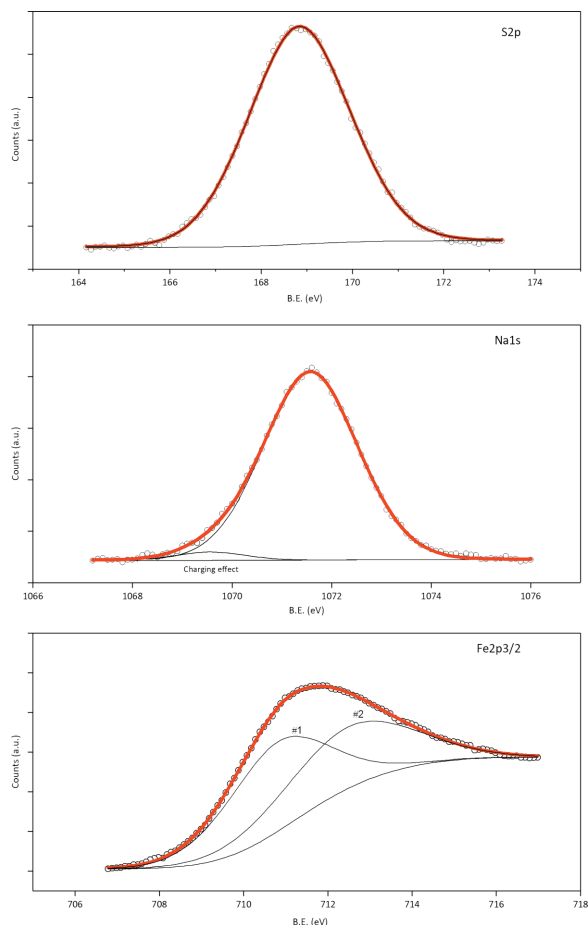 S2p
Counts (a.u.)
164 166 168 170 172 174
B.E. (eV)
Na1s
Counts (a.u.)
Charging effect
1066 1068 1070 1072 1074 1076
B.E. (eV)
Fe2p3/2
#2
#1
Counts (a.u.)
706 708 710 712 714 716 718
B.E. (eV)